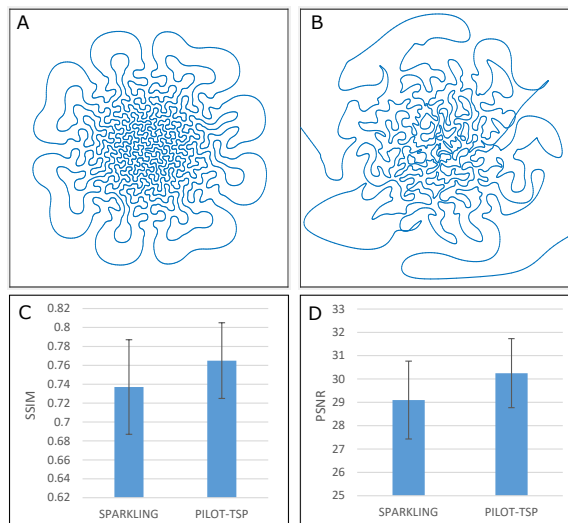 A
B
C
0.82
0.8
0.78
0.76
0.74
0.72
0.7
0.68
0.66
0.64
0.62
SSIM
SPARKLING
PILOT-TSP
D
33
32
31
30
29
28
27
26
25
PSNR
SPARKLING
PILOT-TSP